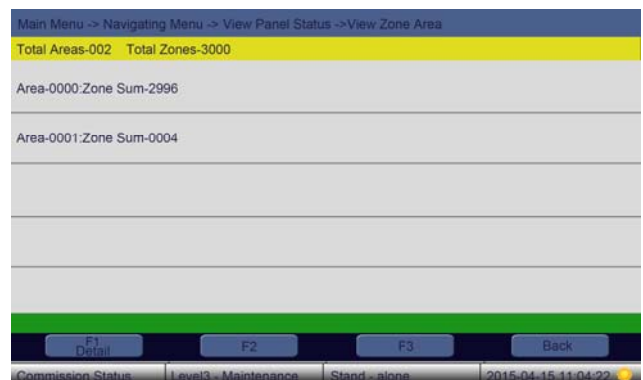 Main Menu -> Navigating Menu -> View Panel Status ->View Zone Area
Total Areas-002 Total Zones-3000
Area-0000:Zone Sum-2996
Area-0001:Zone Sum-0004
F1
Detail
F2
F3
Back
Commission Status
Level3 - Maintenance
Stand - alone
2015-04-15 11:04:22